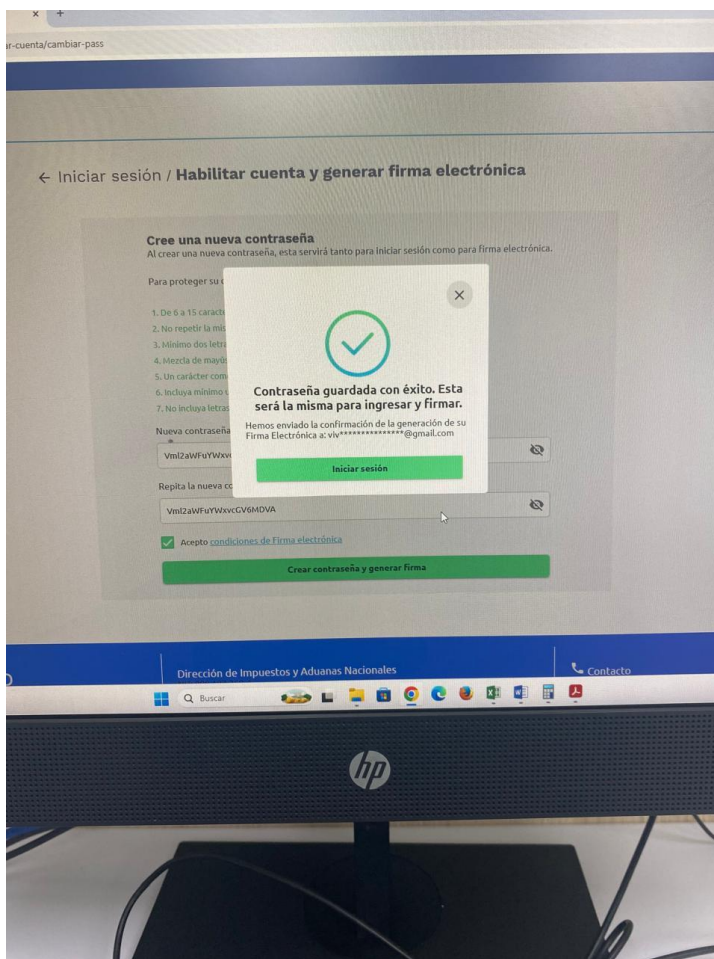 x +
ar-cuenta/cambiar-pass
← Iniciar sesión / Habilitar cuenta y generar firma electrónica
Cree una nueva contraseña
Al crear una nueva contraseña, esta servirá tanto para iniciar sesión como para firma electrónica.
Para proteger su
1. De 6 a 15
2. No repetir la
3. Mínimo dos
4. Mezcla de
5. Un carácter
6. Incluya mínimo
7. No incluya letras
Contraseña guardada con éxito. Esta
será la misma para ingresar y firmar.
Hemos enviado la confirmación de la generación de su
Firma Electrónica a: viv***************@gmail.com
Iniciar sesión
Nueva contraseña
Repita la nueva
Acepto condiciones de Firma electrónica
Crear contraseña y generar firma
Dirección de Impuestos y Aduanas Nacionales
Contacto
Buscar
hp